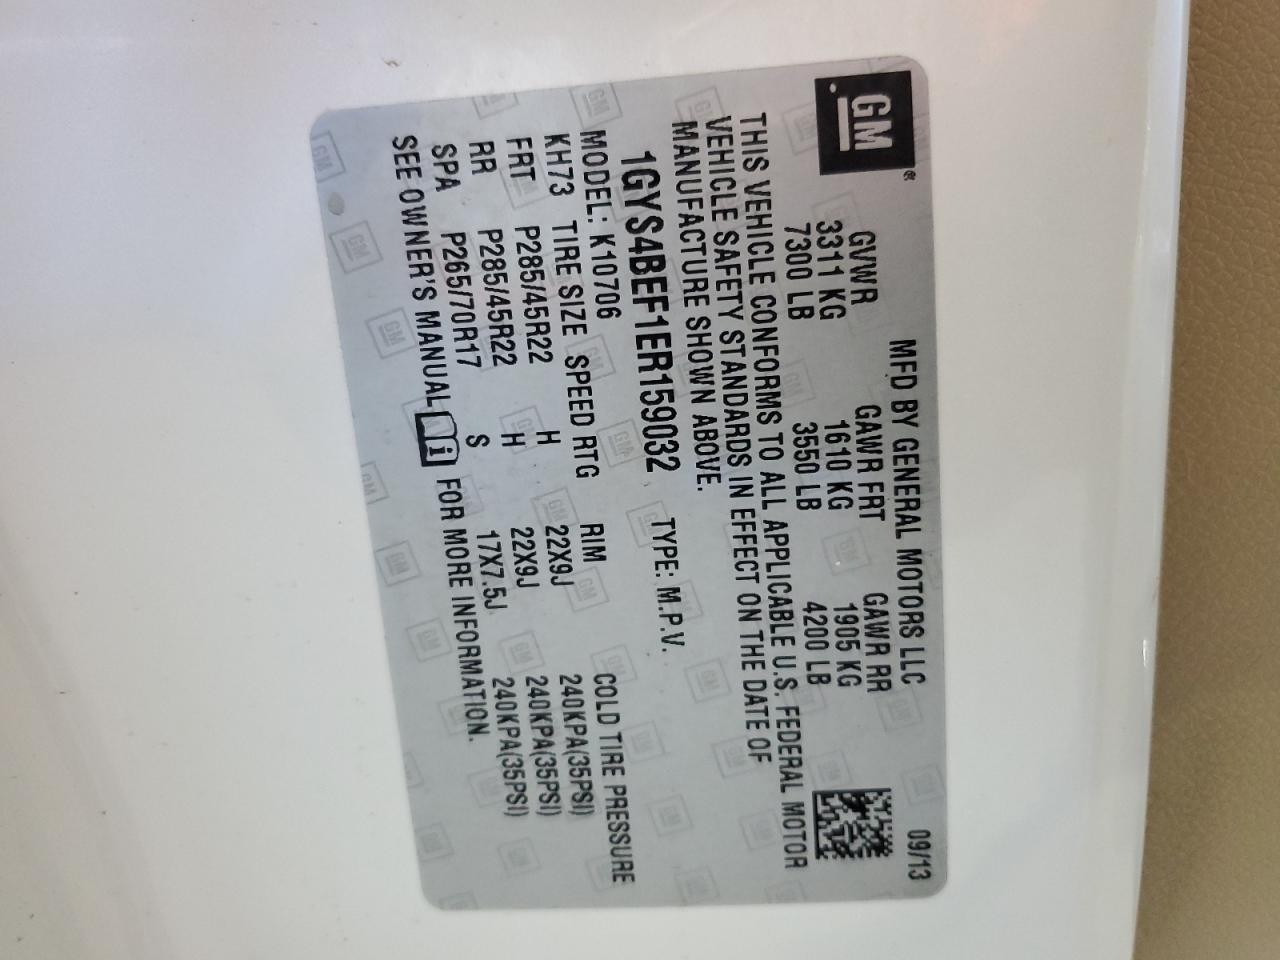 GM
MFD BY GENERAL MOTORS LLC 09/13
GVWR GAWR FRT GAWR RR
3311 KG 1610 KG 1905 KG
7300 LB 3550 LB 4200 LB
THIS VEHICLE CONFORMS TO ALL APPLICABLE U.S. FEDERAL MOTOR
VEHICLE SAFETY STANDARDS IN EFFECT ON THE DATE OF
MANUFACTURE SHOWN ABOVE.
1GYS4BEF1ER159032 TYPE: M.P.V.
MODEL: K10706
KH73 TIRE SIZE SPEED RTG RIM COLD TIRE PRESSURE
FRT P285/45R22 H 22X9J 240KPA(35PSI)
RR P285/45R22 H 22X9J 240KPA(35PSI)
SPA P265/70R17 S 17X7.5J 240KPA(35PSI)
SEE OWNER'S MANUAL i FOR MORE INFORMATION.